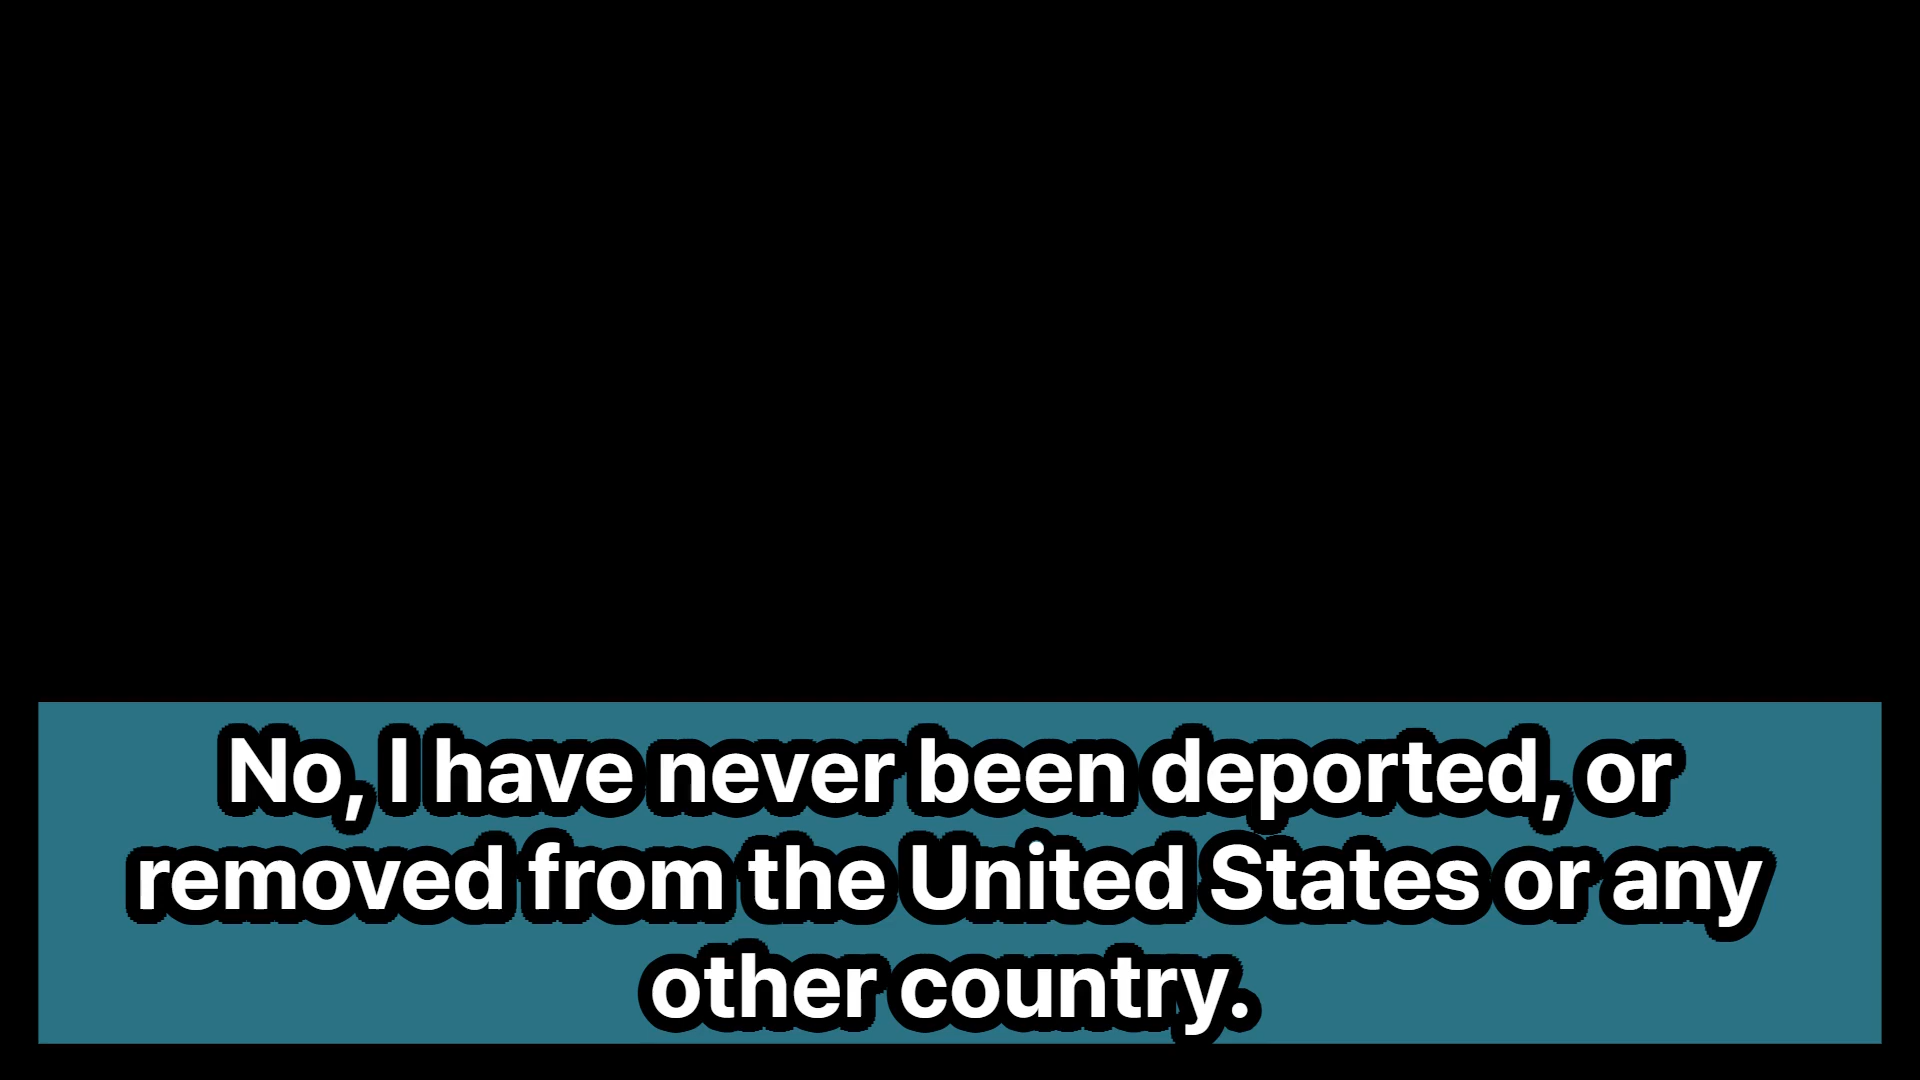 No, I have never been deported, or
removed from the United States or any
other country.